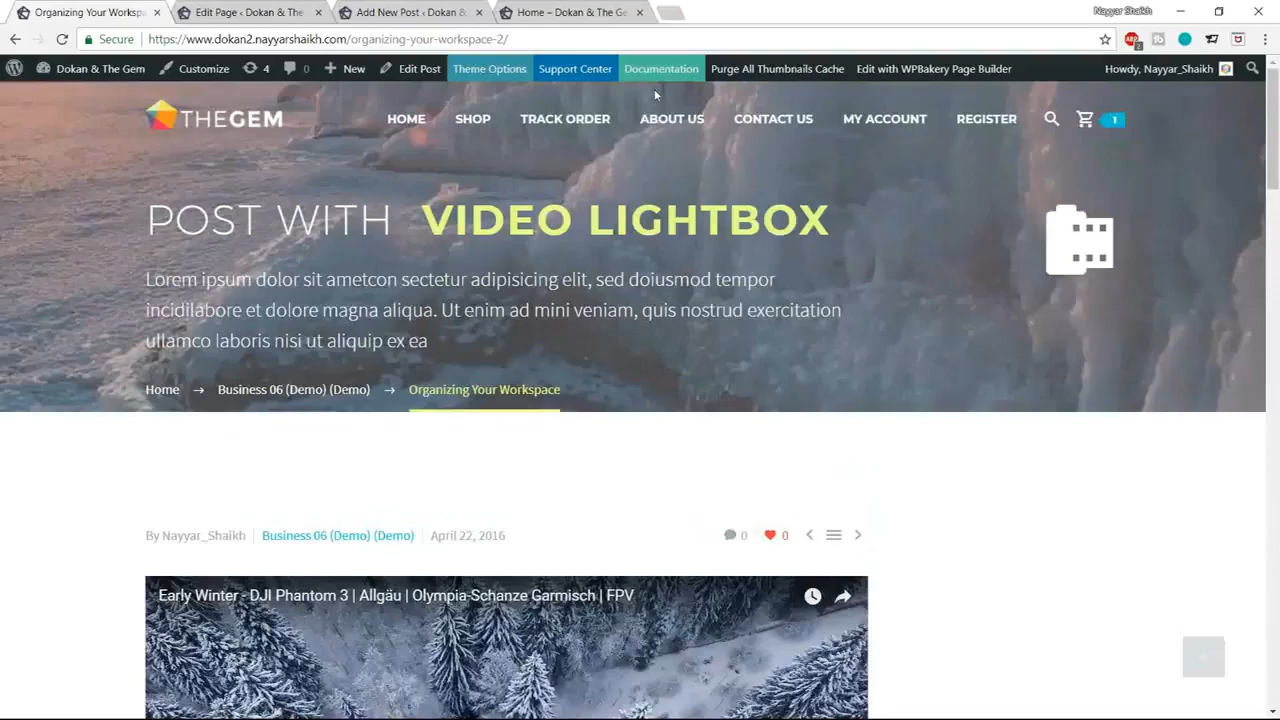 Organizing Your Worksp
Edit Page ‹ Dokan & The
Add New Post ‹ Dokan &
Home – Dokan & The Ge
Nayyar Shaikh
Secure
https://www.dokan2.nayyarshaikh.com/organizing-your-workspace-2/
Dokan & The Gem
Customize
4
0
New
Edit Post
Theme Options
Support Center
Documentation
Purge All Thumbnails Cache
Edit with WPBakery Page Builder
Howdy, Nayyar_Shaikh
THEGEM
HOME
SHOP
TRACK ORDER
ABOUT US
CONTACT US
MY ACCOUNT
REGISTER
1
POST WITH VIDEO LIGHTBOX
Lorem ipsum dolor sit ametcon sectetur adipisicing elit, sed doiusmod tempor
incidilabore et dolore magna aliqua. Ut enim ad mini veniam, quis nostrud exercitation
ullamco laboris nisi ut aliquip ex ea
Home → Business 06 (Demo) (Demo) → Organizing Your Workspace
By Nayyar_Shaikh
Business 06 (Demo) (Demo)
April 22, 2016
0
0
Early Winter - DJI Phantom 3 | Allgäu | Olympia-Schanze Garmisch | FPV